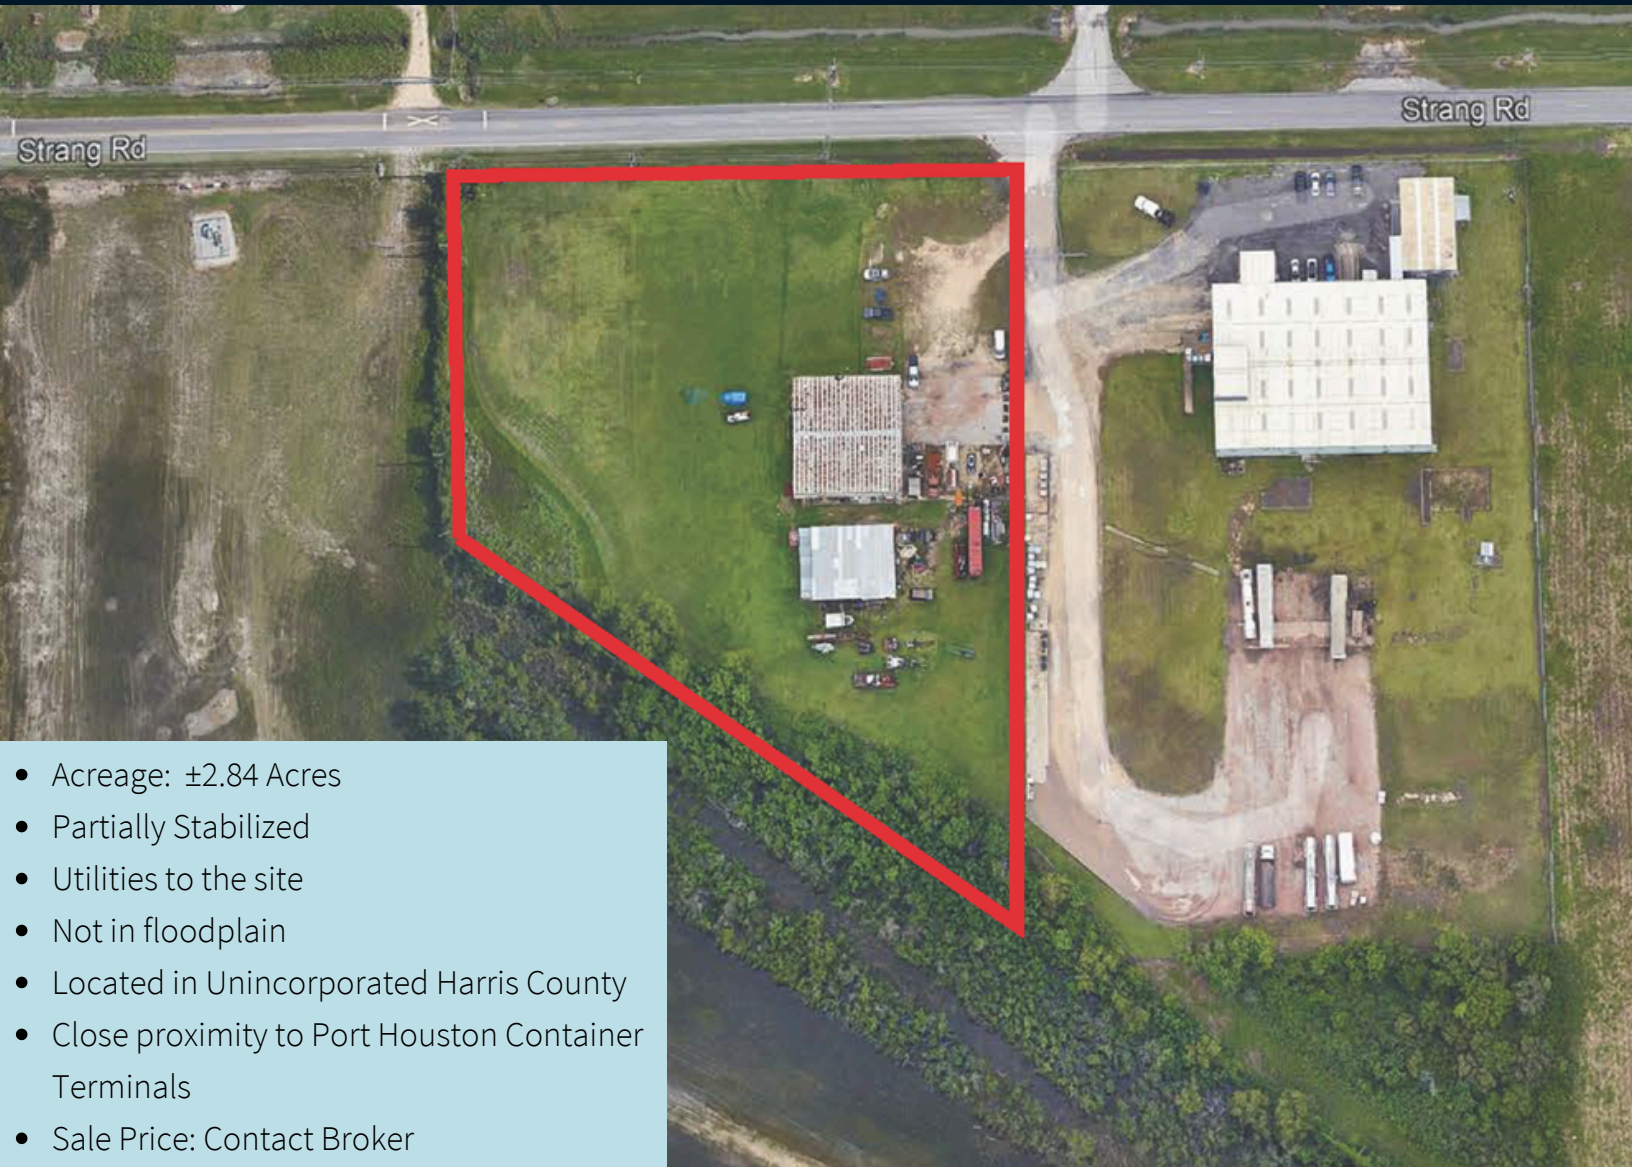 Strang Rd
Strang Rd
• Acreage: ±2.84 Acres
• Partially Stabilized
• Utilities to the site
• Not in floodplain
• Located in Unincorporated Harris County
• Close proximity to Port Houston Container
Terminals
• Sale Price: Contact Broker